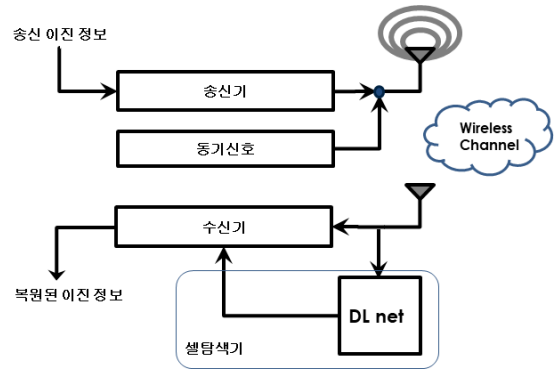 송신 이진 정보
송신기
동기신호
Wireless
Channel
수신기
복원된 이진 정보
DL net
셀탐색기